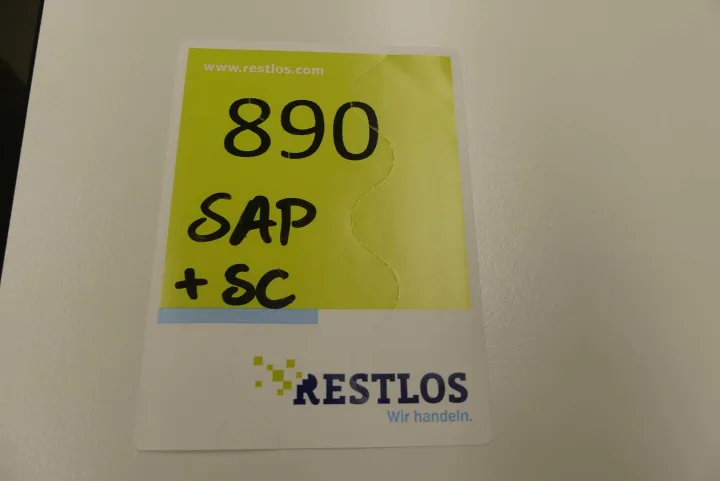 www.restlos.com
890
SAP
+ SC
RESTLOS
Wir handeln.